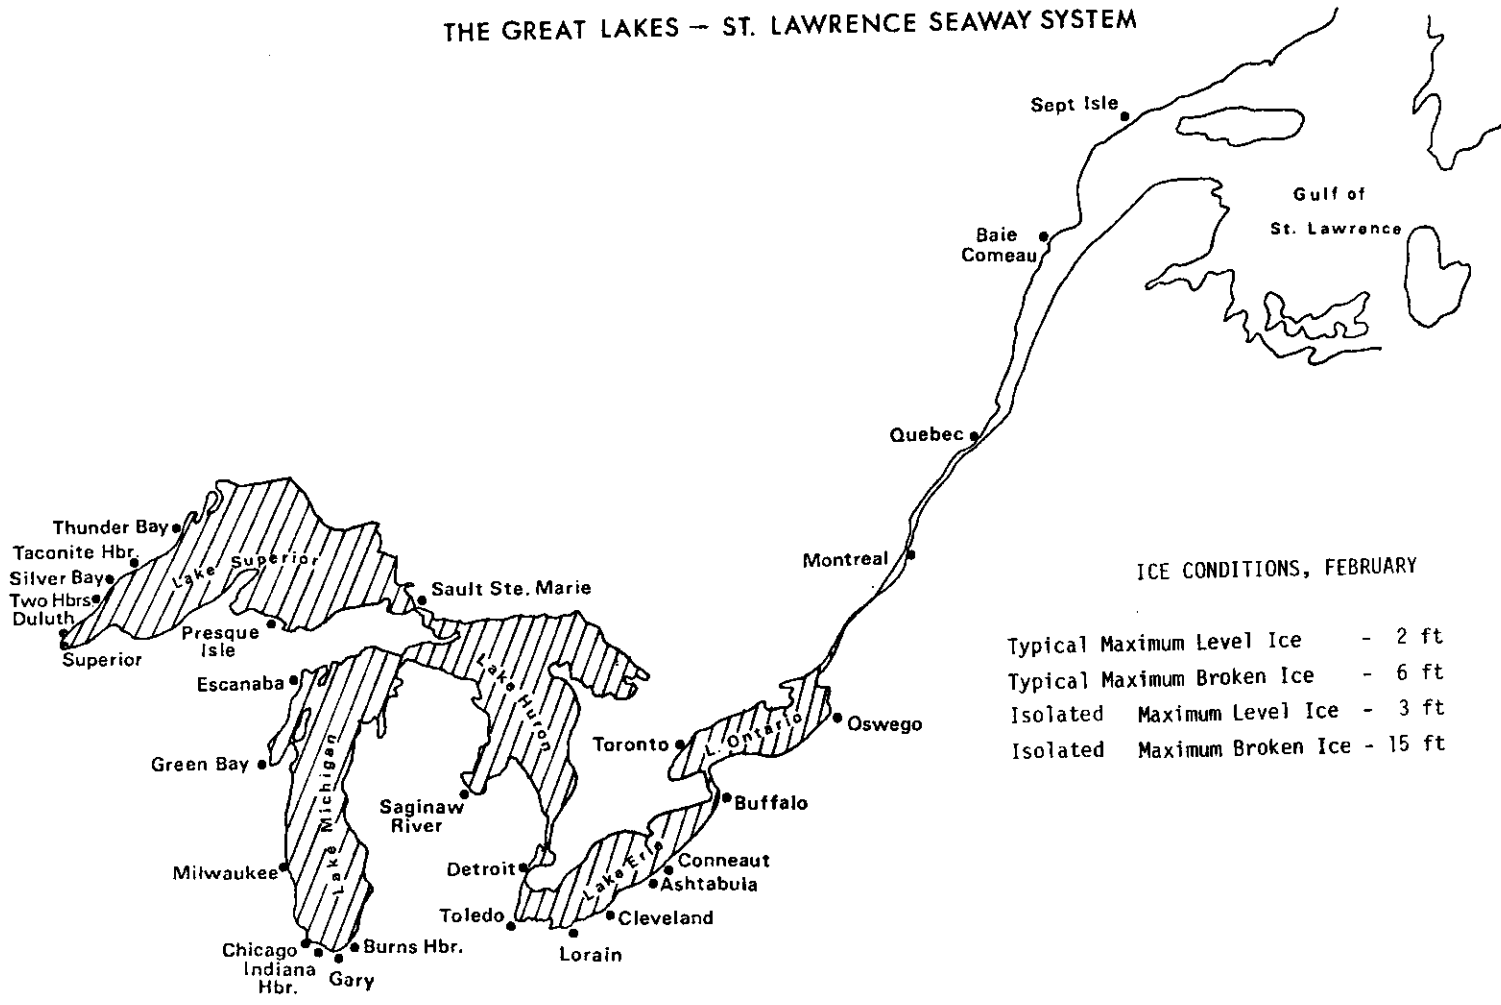 THE GREAT LAKES — ST. LAWRENCE SEAWAY SYSTEM
Sept Isle
Gulf of
St. Lawrence
Baie
Comeau
Quebec
Montreal
Thunder Bay
Taconite Hbr.
Silver Bay
Two Hbrs
Duluth
Superior
Lake Superior
Presque
Isle
Sault Ste. Marie
Escanaba
Green Bay
Lake Michigan
Milwaukee
Chicago
Indiana
Hbr.
Gary
Burns Hbr.
Lake Huron
Saginaw
River
Detroit
Toledo
Lorain
Cleveland
Ashtabula
Conneaut
Lake Erie
Buffalo
Toronto
L. Ontario
Oswego
ICE CONDITIONS, FEBRUARY
Typical Maximum Level Ice - 2 ft
Typical Maximum Broken Ice - 6 ft
Isolated Maximum Level Ice - 3 ft
Isolated Maximum Broken Ice - 15 ft